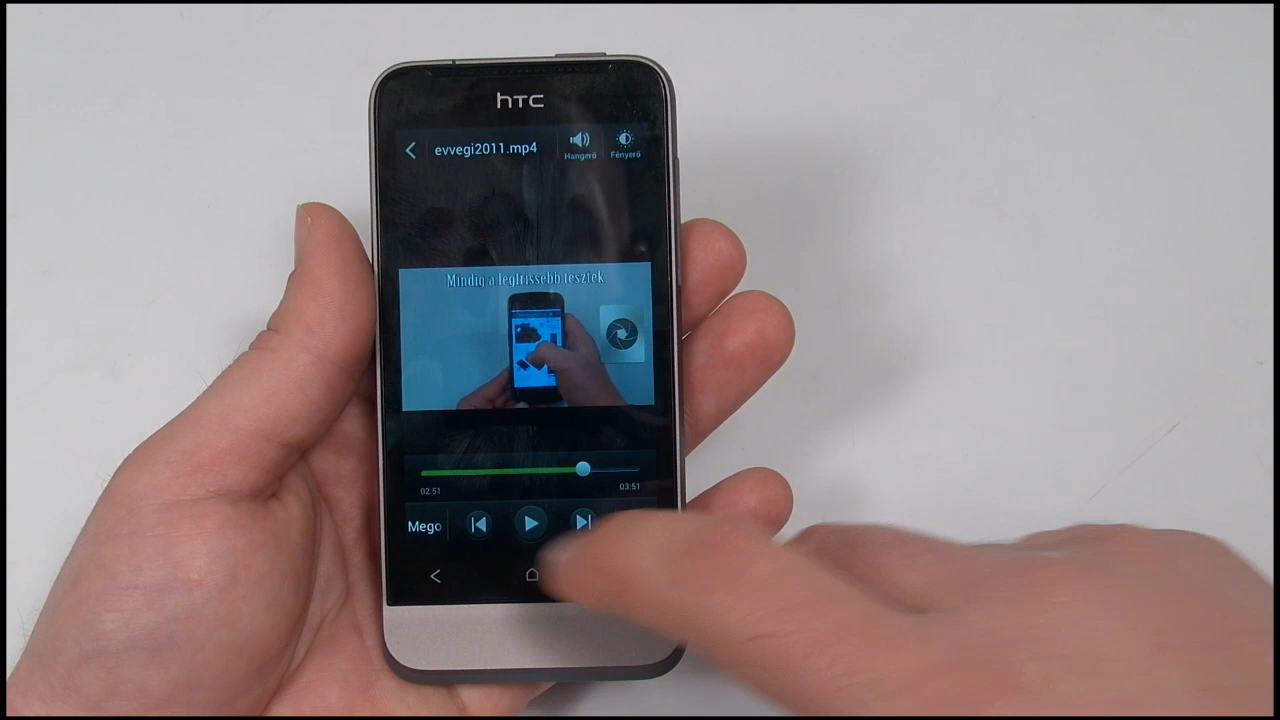 hTC
evvegi2011.mp4
Hangerő
Fényerő
Mindig a legfrissebb tesztek
02:51
03:51
Mego